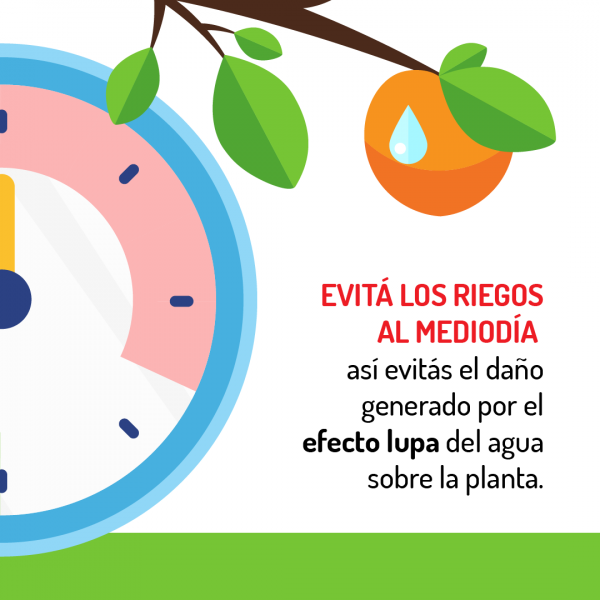 EVITÁ LOS RIEGOS
AL MEDIODÍA
así evitás el daño
generado por el
efecto lupa del agua
sobre la planta.